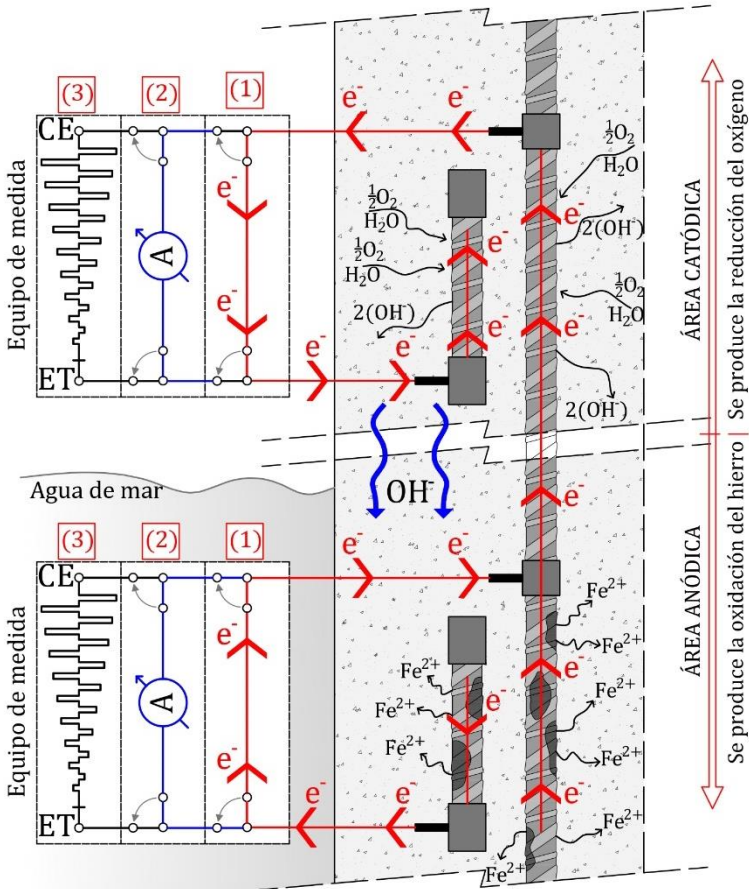 (3)
(2)
(1)
CE
ET
A
Equipo de medida
e⁻
e⁻
e⁻
e⁻
e⁻
e⁻
e⁻
e⁻
e⁻
e⁻
½O₂
H₂O
½O₂
H₂O
2(OH⁻)
½O₂
H₂O
2(OH⁻)
½O₂
H₂O
2(OH⁻)
ÁREA CATÓDICA
Se produce la reducción del oxígeno
OH⁻
Agua de mar
(3)
(2)
(1)
CE
ET
A
Equipo de medida
e⁻
e⁻
e⁻
e⁻
e⁻
e⁻
e⁻
e⁻
e⁻
Fe²⁺
Fe²⁺
Fe²⁺
Fe²⁺
Fe²⁺
Fe²⁺
Fe²⁺
Fe²⁺
Fe²⁺
ÁREA ANÓDICA
Se produce la oxidación del hierro